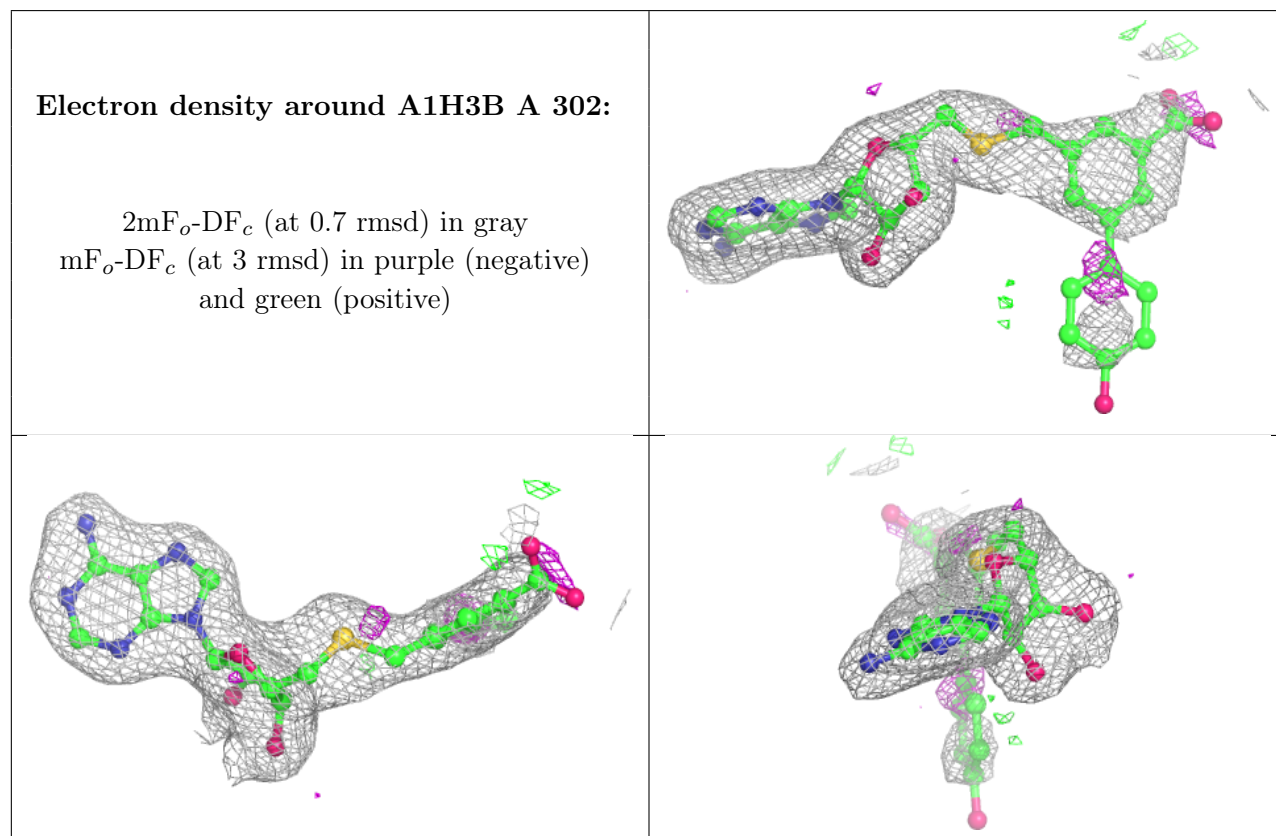 Electron density around A1H3B A 302:
2mFo-DFc (at 0.7 rmsd) in gray
mFo-DFc (at 3 rmsd) in purple (negative)
and green (positive)